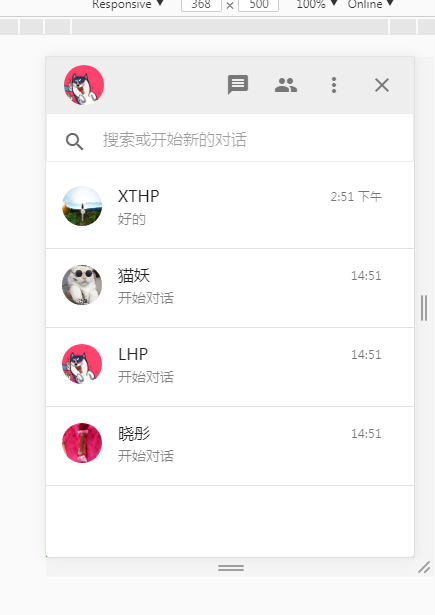 Responsive ▼ 368 × 500 100% ▼ Online ▼
搜索或开始新的对话
XTHP 2:51 下午
好的
猫妖 14:51
开始对话
LHP 14:51
开始对话
晓彤 14:51
开始对话